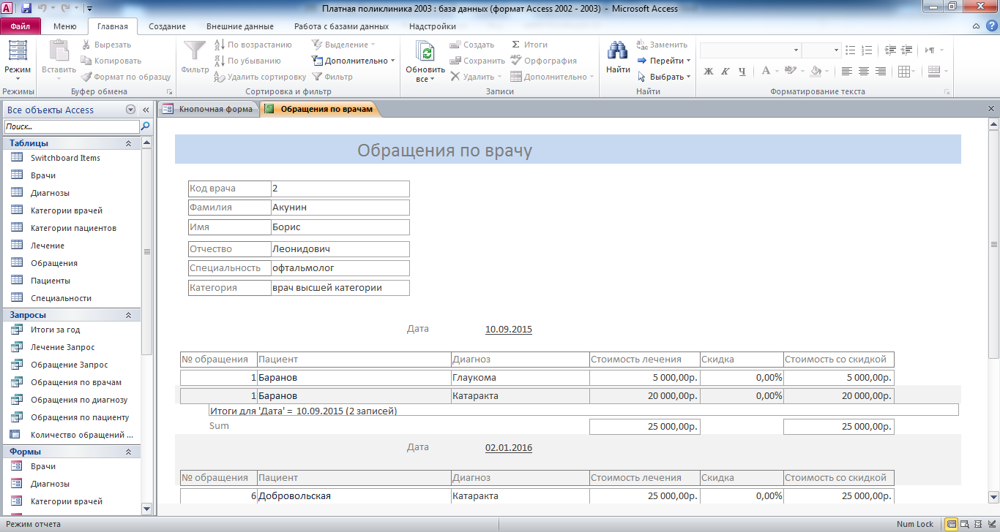 Платная поликлиника 2003 : база данных (формат Access 2002 - 2003) - Microsoft Access
Файл Меню Главная Создание Внешние данные Работа с базами данных Надстройки
Режим
Режимы
Вставить
Вырезать
Копировать
Формат по образцу
Буфер обмена
Фильтр
По возрастанию
По убыванию
Удалить сортировку
Выделение
Дополнительно
Фильтр
Сортировка и фильтр
Обновить
все
Создать
Сохранить
Удалить
Итоги
Орфография
Дополнительно
Записи
Найти
Заменить
Перейти
Выбрать
Найти
Ж К Ч
Форматирование текста
Все объекты Access
Поиск...
Таблицы
Switchboard Items
Врачи
Диагнозы
Категории врачей
Категории пациентов
Лечение
Обращения
Пациенты
Специальности
Запросы
Итоги за год
Лечение Запрос
Обращение Запрос
Обращения по врачам
Обращения по диагнозу
Обращения по пациенту
Количество обращений ...
Формы
Врачи
Диагнозы
Категории врачей
Кнопочная форма Обращения по врачам
Обращения по врачу
Код врача 2
Фамилия Акунин
Имя Борис
Отчество Леонидович
Специальность офтальмолог
Категория врач высшей категории
Дата 10.09.2015
№ обращения Пациент Диагноз Стоимость лечения Скидка Стоимость со скидкой
1 Баранов Глаукома 5 000,00р. 0,00% 5 000,00р.
1 Баранов Катаракта 20 000,00р. 0,00% 20 000,00р.
Итоги для 'Дата' = 10.09.2015 (2 записей)
Sum 25 000,00р. 25 000,00р.
Дата 02.01.2016
№ обращения Пациент Диагноз Стоимость лечения Скидка Стоимость со скидкой
6 Добровольская Катаракта 25 000,00р. 0,00% 25 000,00р.
Режим отчета Num Lock